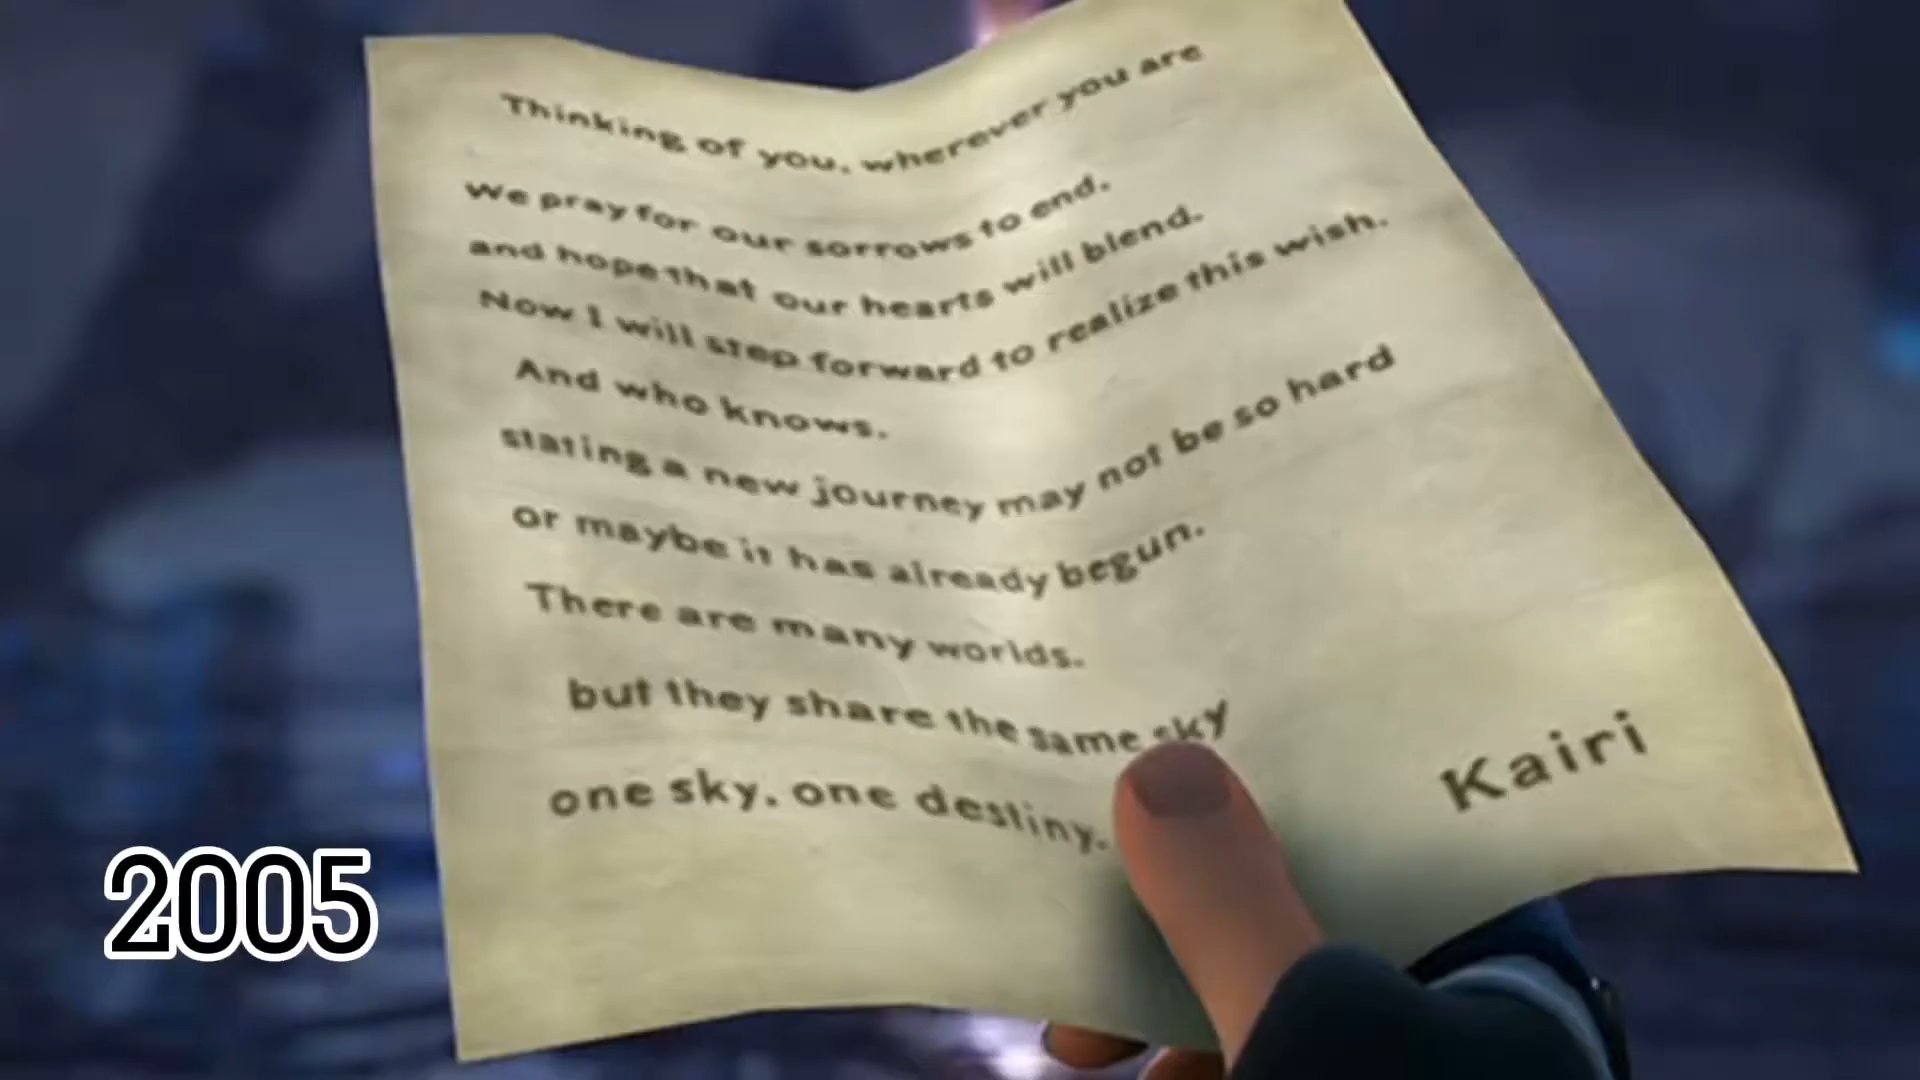 Thinking of you, wherever you are
We pray for our sorrows to end,
and hope that our hearts will blend.
Now I will step forward to realize this wish.
And who knows,
stating a new journey may not be so hard
or maybe it has already begun.
There are many worlds,
but they share the same sky
one sky, one destiny.
Kairi
2005